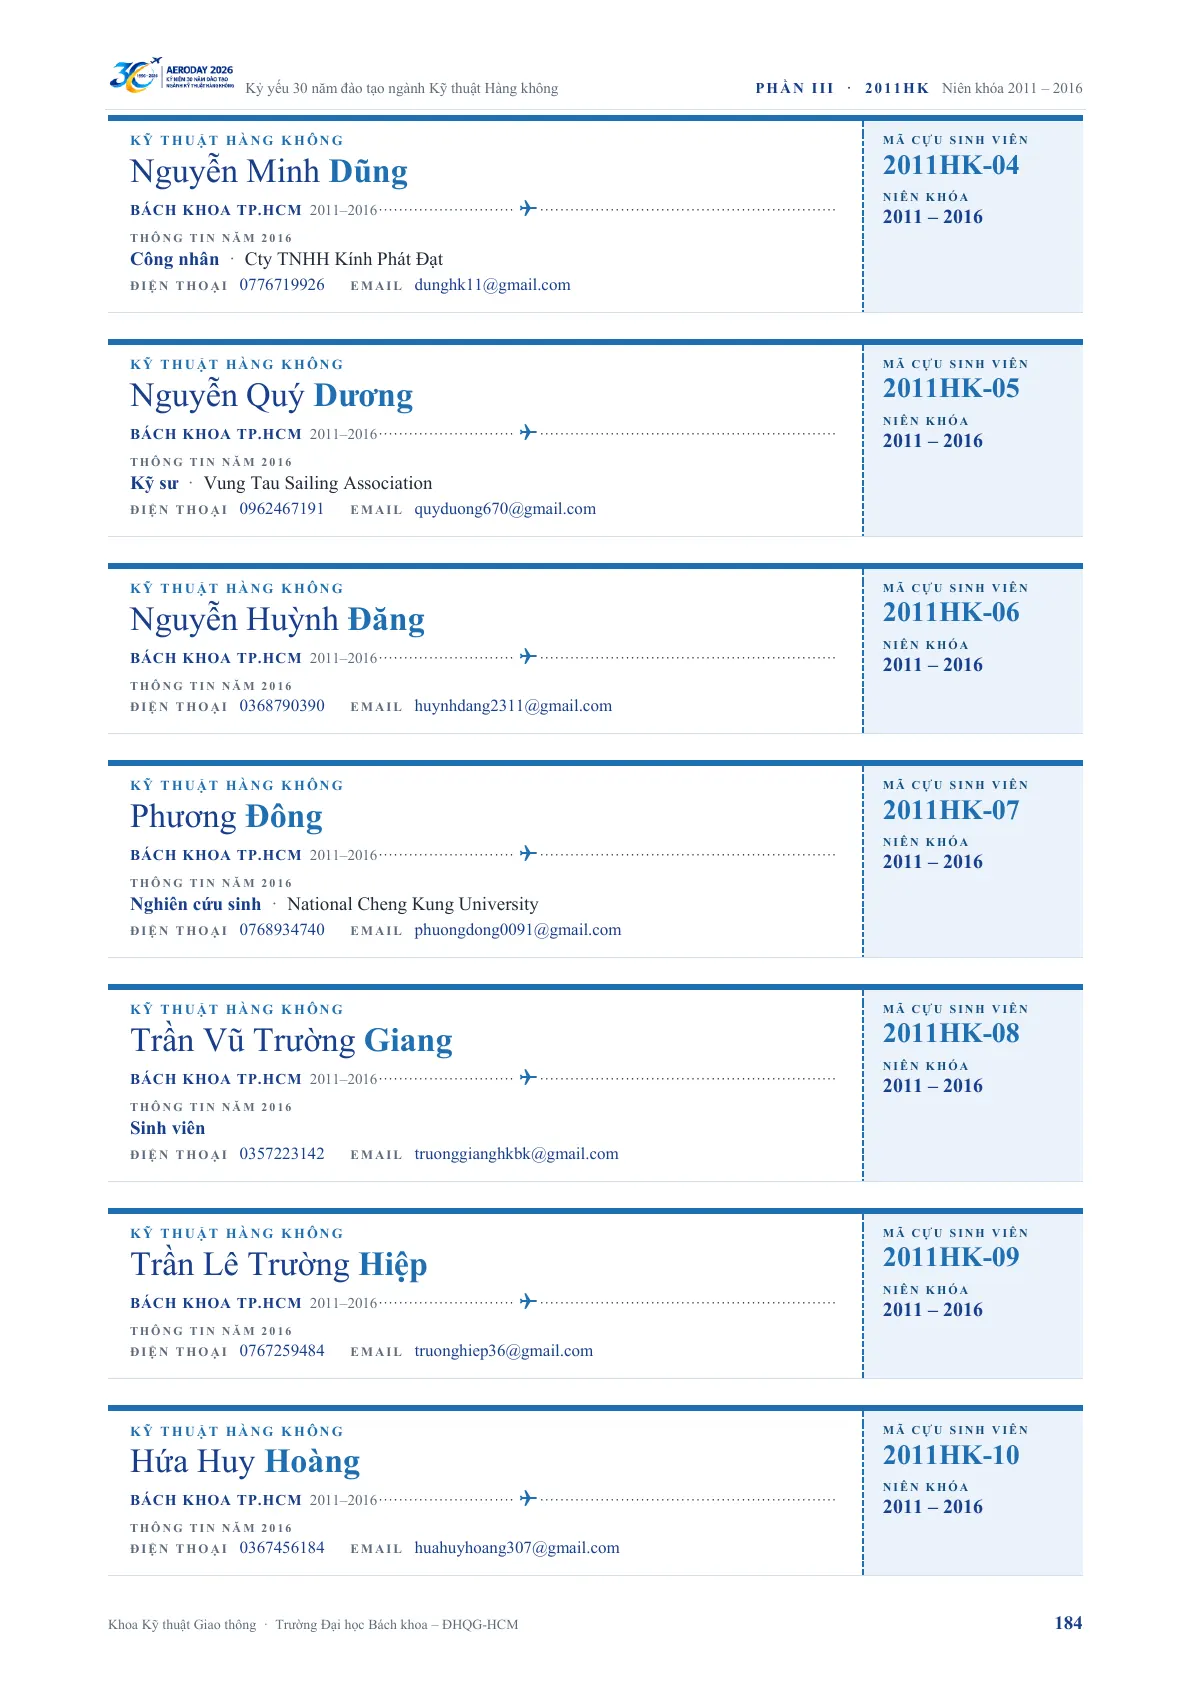 30 1996 - 2026 AERODAY 2026
KỶ NIỆM 30 NĂM ĐÀO TẠO
NGÀNH KỸ THUẬT HÀNG KHÔNG
Kỷ yếu 30 năm đào tạo ngành Kỹ thuật Hàng không
PHẦN III · 2011HK Niên khóa 2011 – 2016
KỸ THUẬT HÀNG KHÔNG
Nguyễn Minh Dũng
BÁCH KHOA TP.HCM 2011–2016
THÔNG TIN NĂM 2016
Công nhân · Cty TNHH Kính Phát Đạt
ĐIỆN THOẠI 0776719926 EMAIL dunghk11@gmail.com
MÃ CỰU SINH VIÊN
2011HK-04
NIÊN KHÓA
2011 – 2016
KỸ THUẬT HÀNG KHÔNG
Nguyễn Quý Dương
BÁCH KHOA TP.HCM 2011–2016
THÔNG TIN NĂM 2016
Kỹ sư · Vung Tau Sailing Association
ĐIỆN THOẠI 0962467191 EMAIL quyduong670@gmail.com
MÃ CỰU SINH VIÊN
2011HK-05
NIÊN KHÓA
2011 – 2016
KỸ THUẬT HÀNG KHÔNG
Nguyễn Huỳnh Đăng
BÁCH KHOA TP.HCM 2011–2016
THÔNG TIN NĂM 2016
ĐIỆN THOẠI 0368790390 EMAIL huynhdang2311@gmail.com
MÃ CỰU SINH VIÊN
2011HK-06
NIÊN KHÓA
2011 – 2016
KỸ THUẬT HÀNG KHÔNG
Phương Đông
BÁCH KHOA TP.HCM 2011–2016
THÔNG TIN NĂM 2016
Nghiên cứu sinh · National Cheng Kung University
ĐIỆN THOẠI 0768934740 EMAIL phuongdong0091@gmail.com
MÃ CỰU SINH VIÊN
2011HK-07
NIÊN KHÓA
2011 – 2016
KỸ THUẬT HÀNG KHÔNG
Trần Vũ Trường Giang
BÁCH KHOA TP.HCM 2011–2016
THÔNG TIN NĂM 2016
Sinh viên
ĐIỆN THOẠI 0357223142 EMAIL truonggianghkbk@gmail.com
MÃ CỰU SINH VIÊN
2011HK-08
NIÊN KHÓA
2011 – 2016
KỸ THUẬT HÀNG KHÔNG
Trần Lê Trường Hiệp
BÁCH KHOA TP.HCM 2011–2016
THÔNG TIN NĂM 2016
ĐIỆN THOẠI 0767259484 EMAIL truonghiep36@gmail.com
MÃ CỰU SINH VIÊN
2011HK-09
NIÊN KHÓA
2011 – 2016
KỸ THUẬT HÀNG KHÔNG
Hứa Huy Hoàng
BÁCH KHOA TP.HCM 2011–2016
THÔNG TIN NĂM 2016
ĐIỆN THOẠI 0367456184 EMAIL huahuyhoang307@gmail.com
MÃ CỰU SINH VIÊN
2011HK-10
NIÊN KHÓA
2011 – 2016
Khoa Kỹ thuật Giao thông · Trường Đại học Bách khoa – ĐHQG-HCM
184